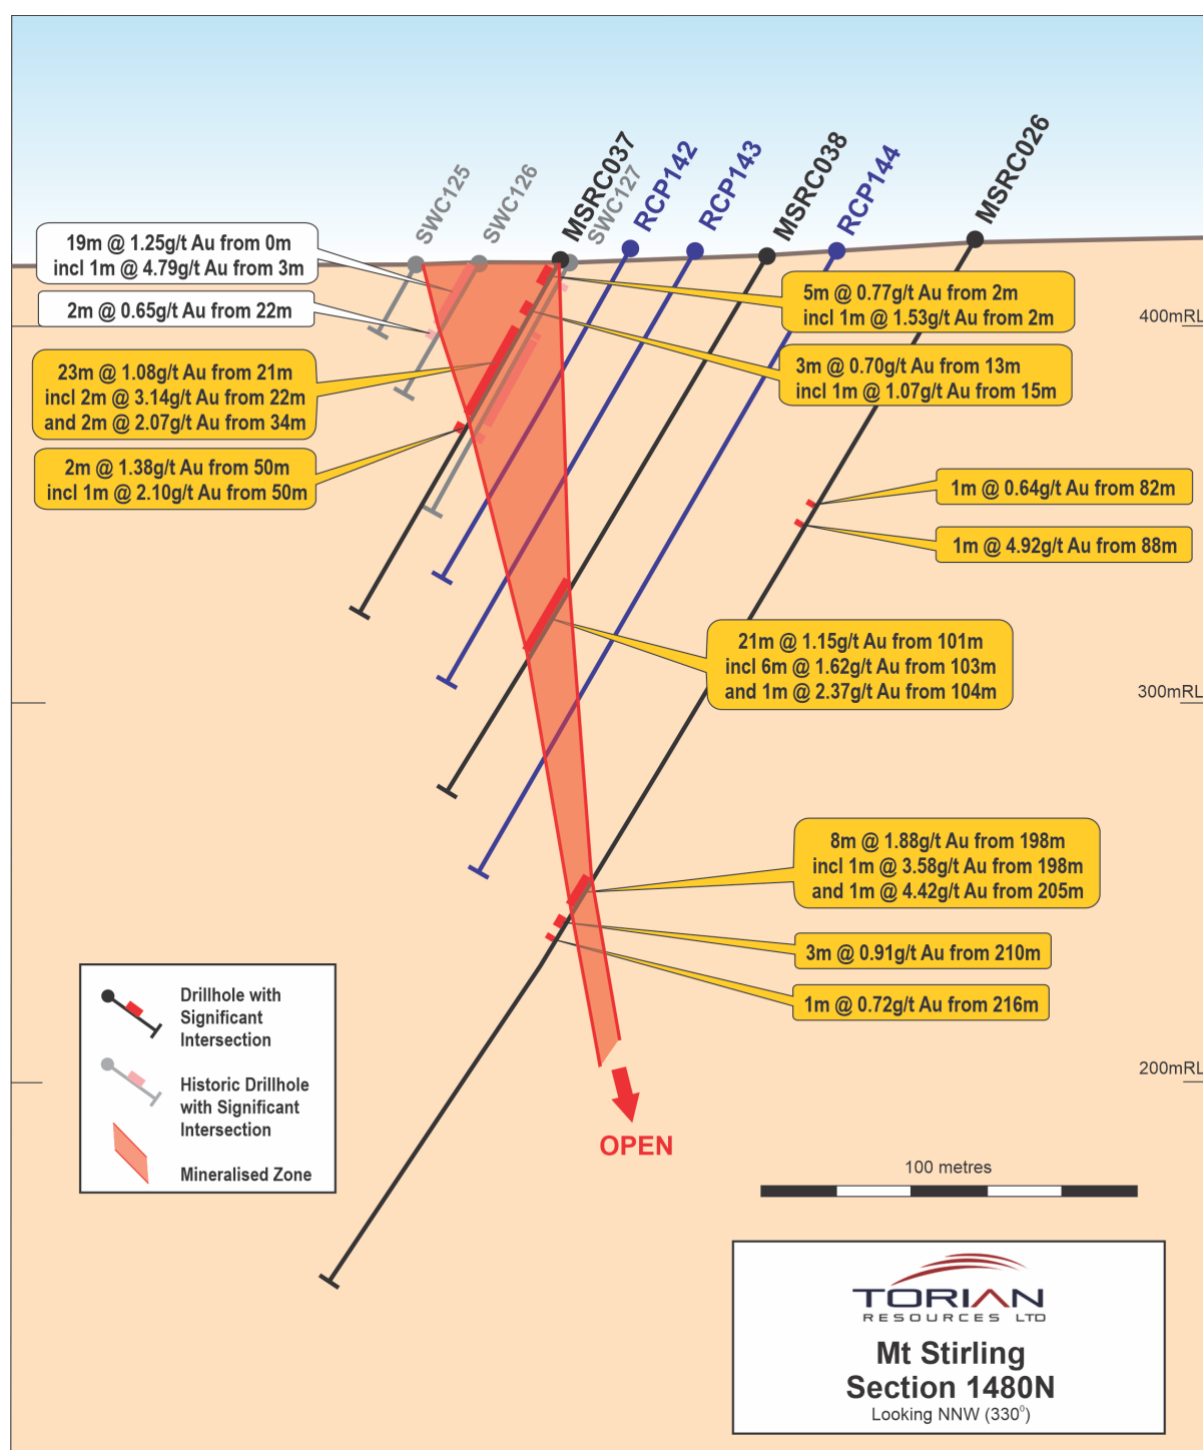 SWC125
SWC126
MSRC037
SWC127
RCP142
RCP143
MSRC038
RCP144
MSRC026
19m @ 1.25g/t Au from 0m
incl 1m @ 4.79g/t Au from 3m
2m @ 0.65g/t Au from 22m
23m @ 1.08g/t Au from 21m
incl 2m @ 3.14g/t Au from 22m
and 2m @ 2.07g/t Au from 34m
2m @ 1.38g/t Au from 50m
incl 1m @ 2.10g/t Au from 50m
5m @ 0.77g/t Au from 2m
incl 1m @ 1.53g/t Au from 2m
3m @ 0.70g/t Au from 13m
incl 1m @ 1.07g/t Au from 15m
400mRL
1m @ 0.64g/t Au from 82m
1m @ 4.92g/t Au from 88m
21m @ 1.15g/t Au from 101m
incl 6m @ 1.62g/t Au from 103m
and 1m @ 2.37g/t Au from 104m
300mRL
8m @ 1.88g/t Au from 198m
incl 1m @ 3.58g/t Au from 198m
and 1m @ 4.42g/t Au from 205m
3m @ 0.91g/t Au from 210m
1m @ 0.72g/t Au from 216m
200mRL
OPEN
Drillhole with
Significant
Intersection
Historic Drillhole
with Significant
Intersection
Mineralised Zone
100 metres
TORIAN
RESOURCES LTD
Mt Stirling
Section 1480N
Looking NNW (330⁰)